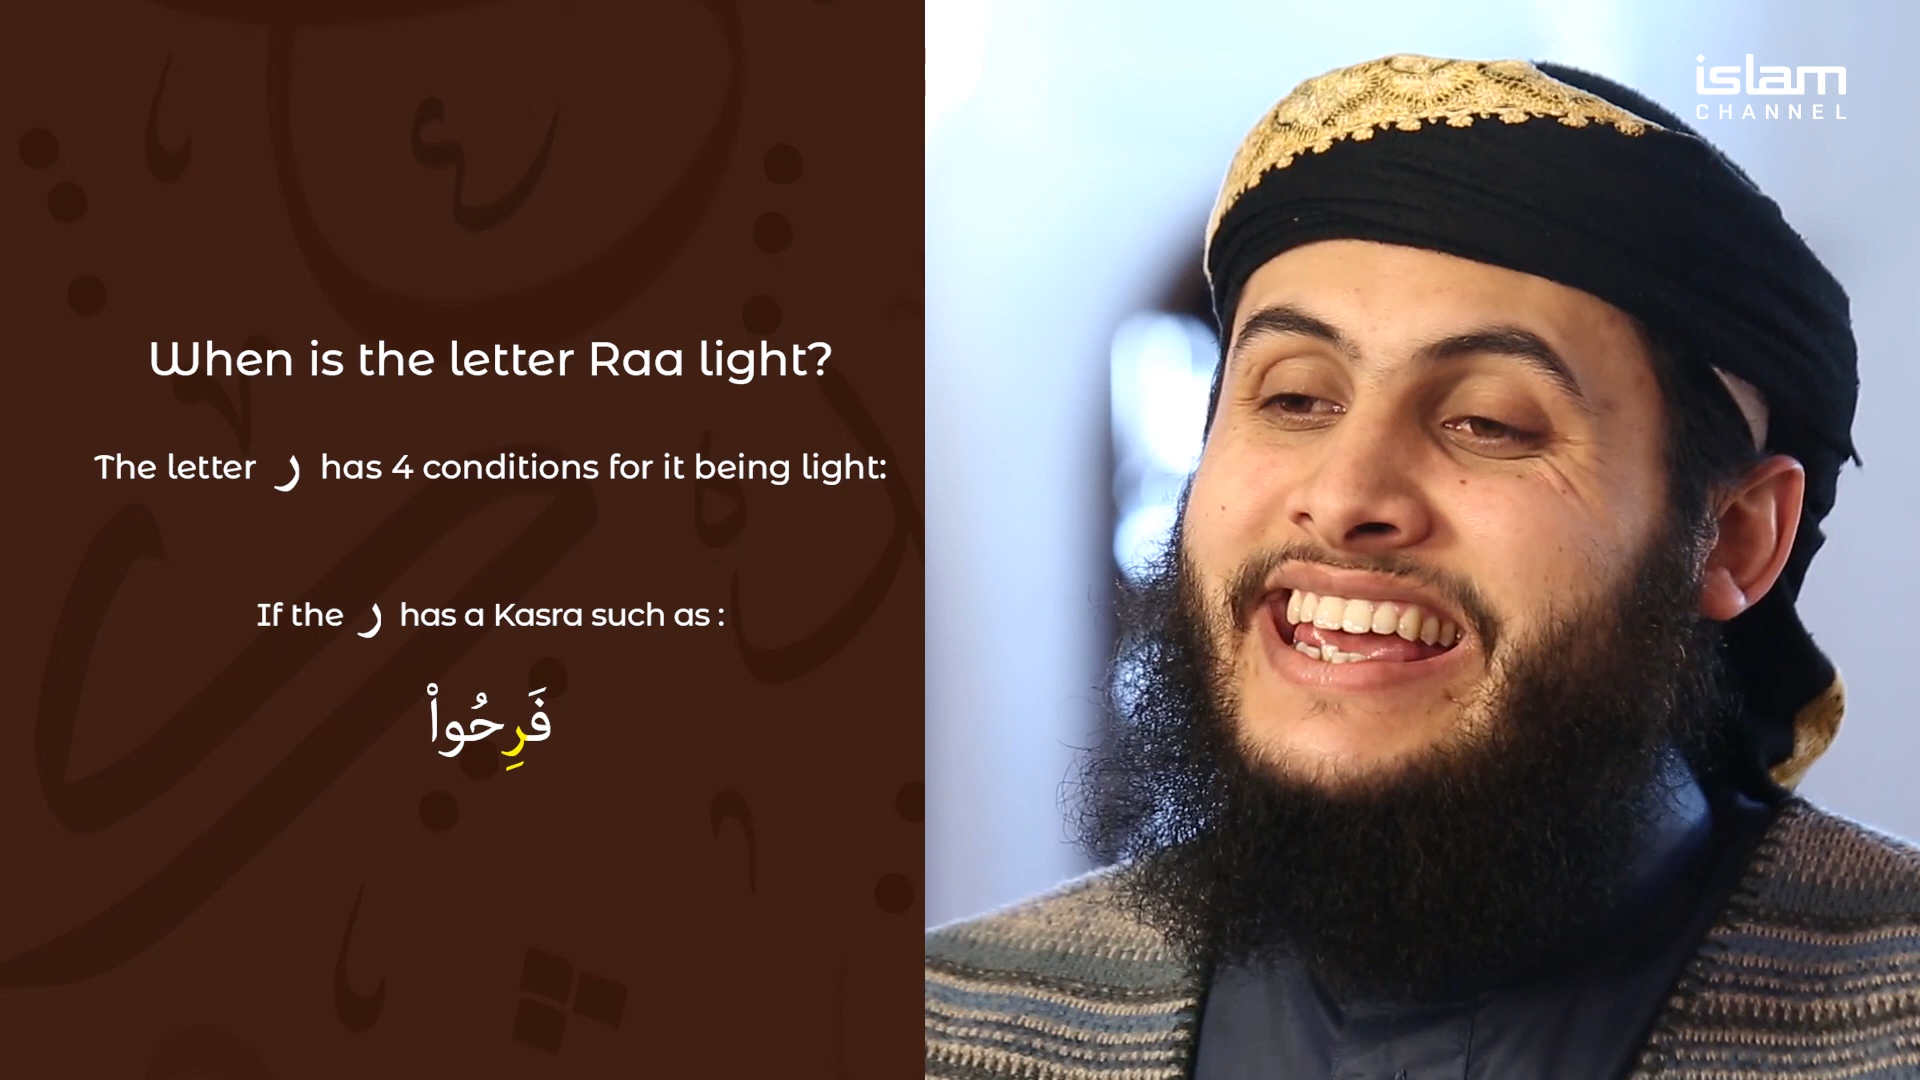 When is the letter Raa light?
The letter ر has 4 conditions for it being light:
If the ر has a Kasra such as :
فَرِحُوا۟
islam
CHANNEL